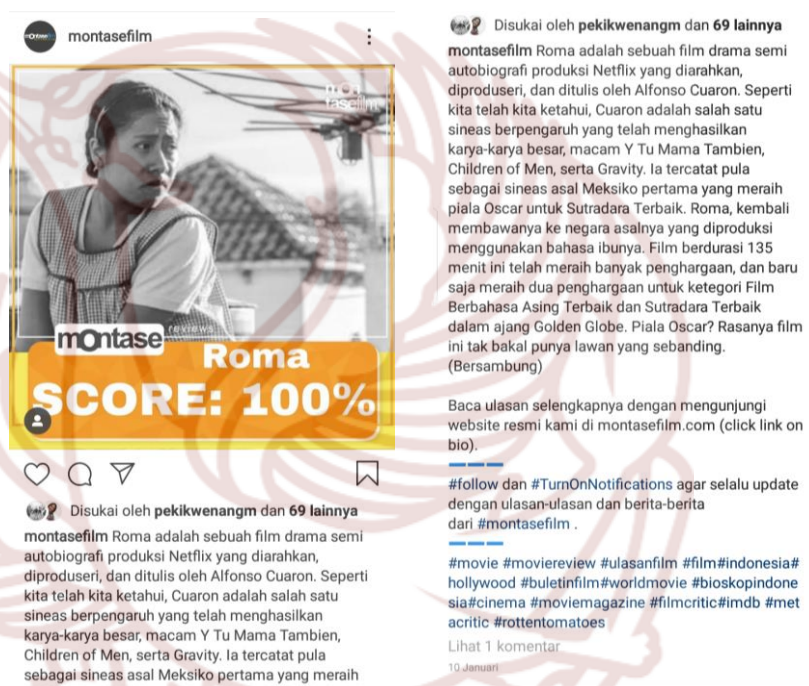 montasefilm
mOntase
film
mOntase reviews
Roma
SCORE: 100%
Disukai oleh pekikwenangm dan 69 lainnya
montasefilm Roma adalah sebuah film drama semi
autobiografi produksi Netflix yang diarahkan,
diproduseri, dan ditulis oleh Alfonso Cuaron. Seperti
kita telah kita ketahui, Cuaron adalah salah satu
sineas berpengaruh yang telah menghasilkan
karya-karya besar, macam Y Tu Mama Tambien,
Children of Men, serta Gravity. Ia tercatat pula
sebagai sineas asal Meksiko pertama yang meraih
Disukai oleh pekikwenangm dan 69 lainnya
montasefilm Roma adalah sebuah film drama semi
autobiografi produksi Netflix yang diarahkan,
diproduseri, dan ditulis oleh Alfonso Cuaron. Seperti
kita telah kita ketahui, Cuaron adalah salah satu
sineas berpengaruh yang telah menghasilkan
karya-karya besar, macam Y Tu Mama Tambien,
Children of Men, serta Gravity. Ia tercatat pula
sebagai sineas asal Meksiko pertama yang meraih
piala Oscar untuk Sutradara Terbaik. Roma, kembali
membawanya ke negara asalnya yang diproduksi
menggunakan bahasa ibunya. Film berdurasi 135
menit ini telah meraih banyak penghargaan, dan baru
saja meraih dua penghargaan untuk ketegori Film
Berbahasa Asing Terbaik dan Sutradara Terbaik
dalam ajang Golden Globe. Piala Oscar? Rasanya film
ini tak bakal punya lawan yang sebanding.
(Bersambung)
Baca ulasan selengkapnya dengan mengunjungi
website resmi kami di montasefilm.com (click link on
bio).
#follow dan #TurnOnNotifications agar selalu update
dengan ulasan-ulasan dan berita-berita
dari #montasefilm .
#movie #moviereview #ulasanfilm #film#indonesia#
hollywood #buletinfilm#worldmovie #bioskopindone
sia#cinema #moviemagazine #filmcritic#imdb #met
acritic #rottentomatoes
Lihat 1 komentar
10 Januari